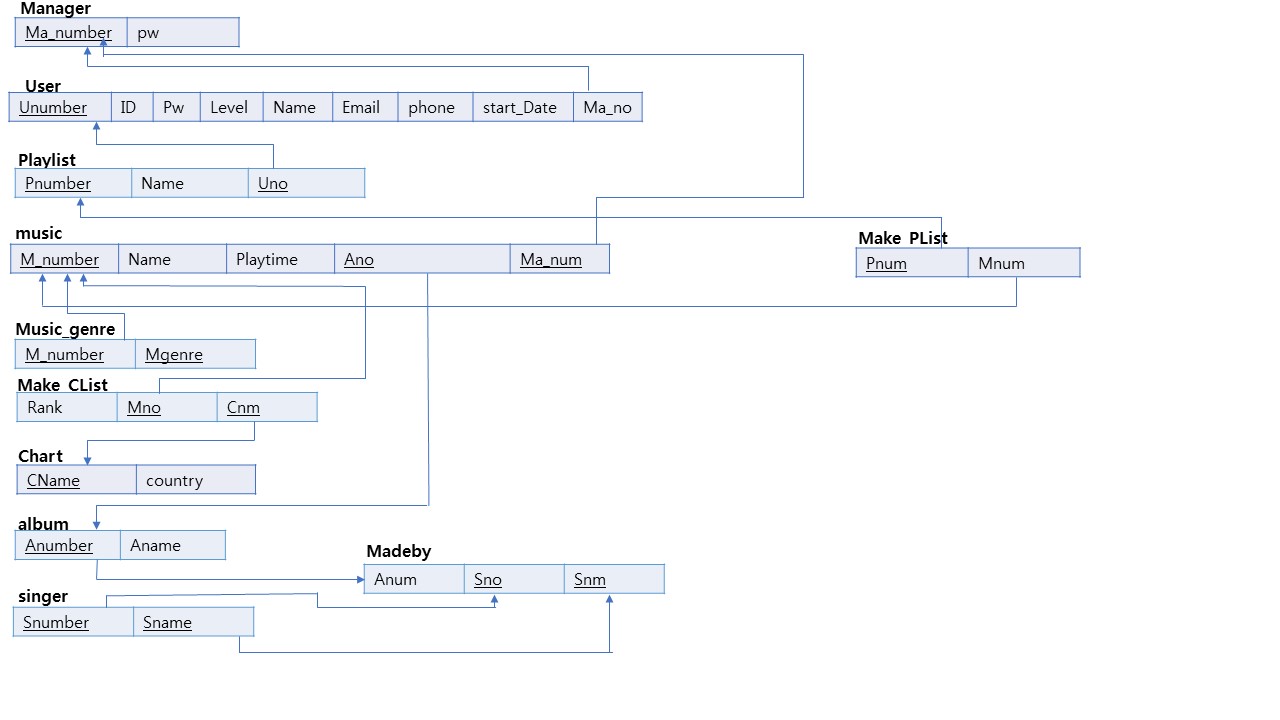 Manager
Ma_number pw
User
Unumber ID Pw Level Name Email phone start_Date Ma_no
Playlist
Pnumber Name Uno
music
M_number Name Playtime Ano Ma_num
Make_PList
Pnum Mnum
Music_genre
M_number Mgenre
Make_CList
Rank Mno Cnm
Chart
CName country
album
Anumber Aname
Madeby
Anum Sno Snm
singer
Snumber Sname